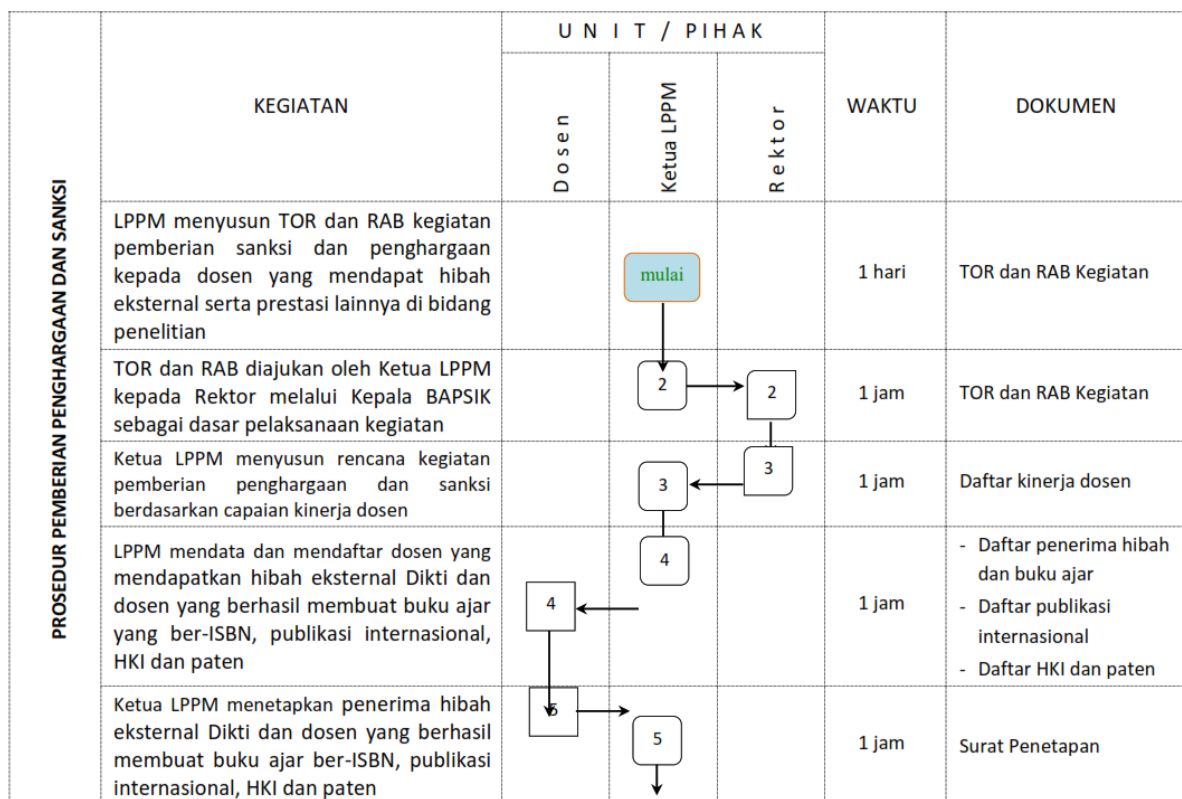 PROSEDUR PEMBERIAN PENGHARGAAN DAN SANKSI
KEGIATAN
U N I T / PIHAK
Dosen
Ketua LPPM
Rektor
WAKTU
DOKUMEN
LPPM menyusun TOR dan RAB kegiatan
pemberian sanksi dan penghargaan
kepada dosen yang mendapat hibah
eksternal serta prestasi lainnya di bidang
penelitian
mulai
1 hari
TOR dan RAB Kegiatan
TOR dan RAB diajukan oleh Ketua LPPM
kepada Rektor melalui Kepala BAPSIK
sebagai dasar pelaksanaan kegiatan
2
2
1 jam
TOR dan RAB Kegiatan
Ketua LPPM menyusun rencana kegiatan
pemberian penghargaan dan sanksi
berdasarkan capaian kinerja dosen
3
3
1 jam
Daftar kinerja dosen
LPPM mendata dan mendaftar dosen yang
mendapatkan hibah eksternal Dikti dan
dosen yang berhasil membuat buku ajar
yang ber-ISBN, publikasi internasional,
HKI dan paten
4
4
1 jam
- Daftar penerima hibah
dan buku ajar
- Daftar publikasi
internasional
- Daftar HKI dan paten
Ketua LPPM menetapkan penerima hibah
eksternal Dikti dan dosen yang berhasil
membuat buku ajar ber-ISBN, publikasi
internasional, HKI dan paten
5
5
1 jam
Surat Penetapan